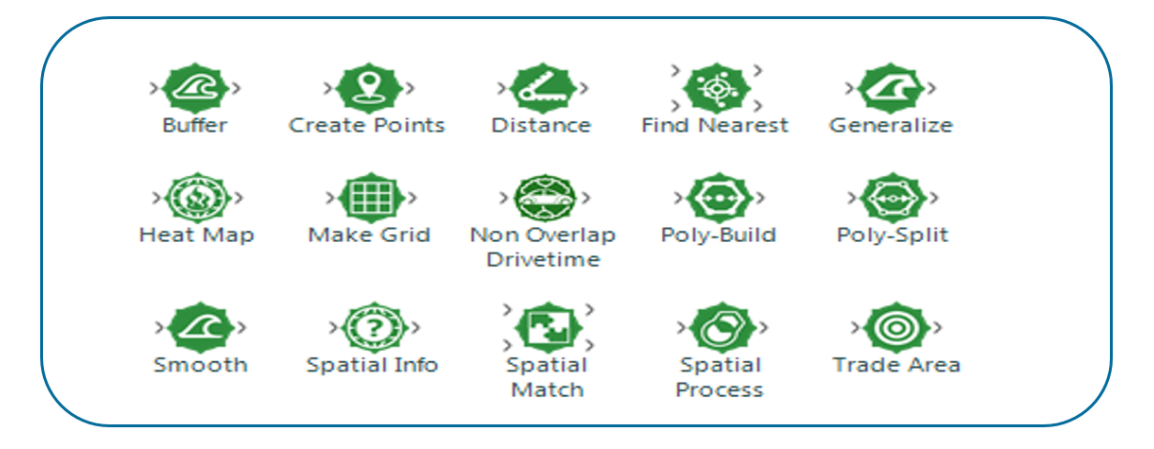 Buffer
Create Points
Distance
Find Nearest
Generalize
Heat Map
Make Grid
Non Overlap
Drivetime
Poly-Build
Poly-Split
Smooth
?
Spatial Info
Spatial
Match
Spatial
Process
Trade Area